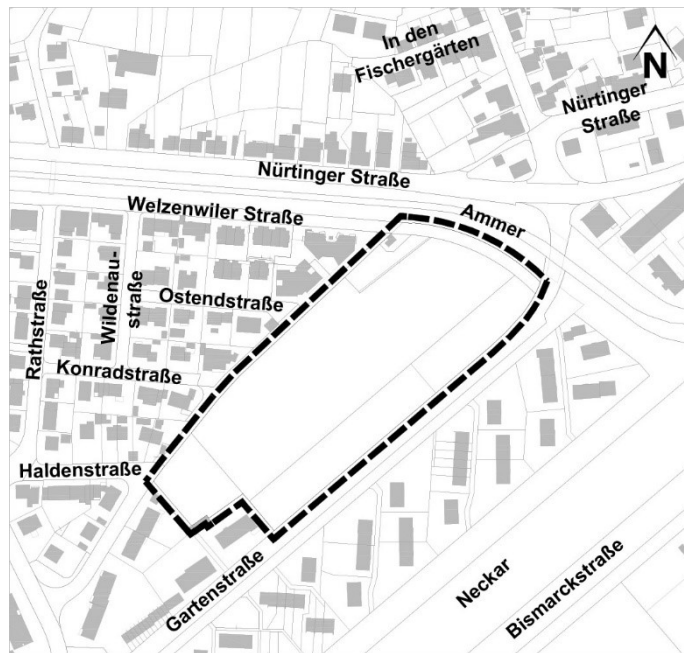 In den
Fischergärten
N
Nürtinger
Straße
Nürtinger Straße
Welzenwiler Straße
Ammer
Rathstraße
Wildenau-
straße
Ostendstraße
Konradstraße
Haldenstraße
Gartenstraße
Neckar
Bismarckstraße